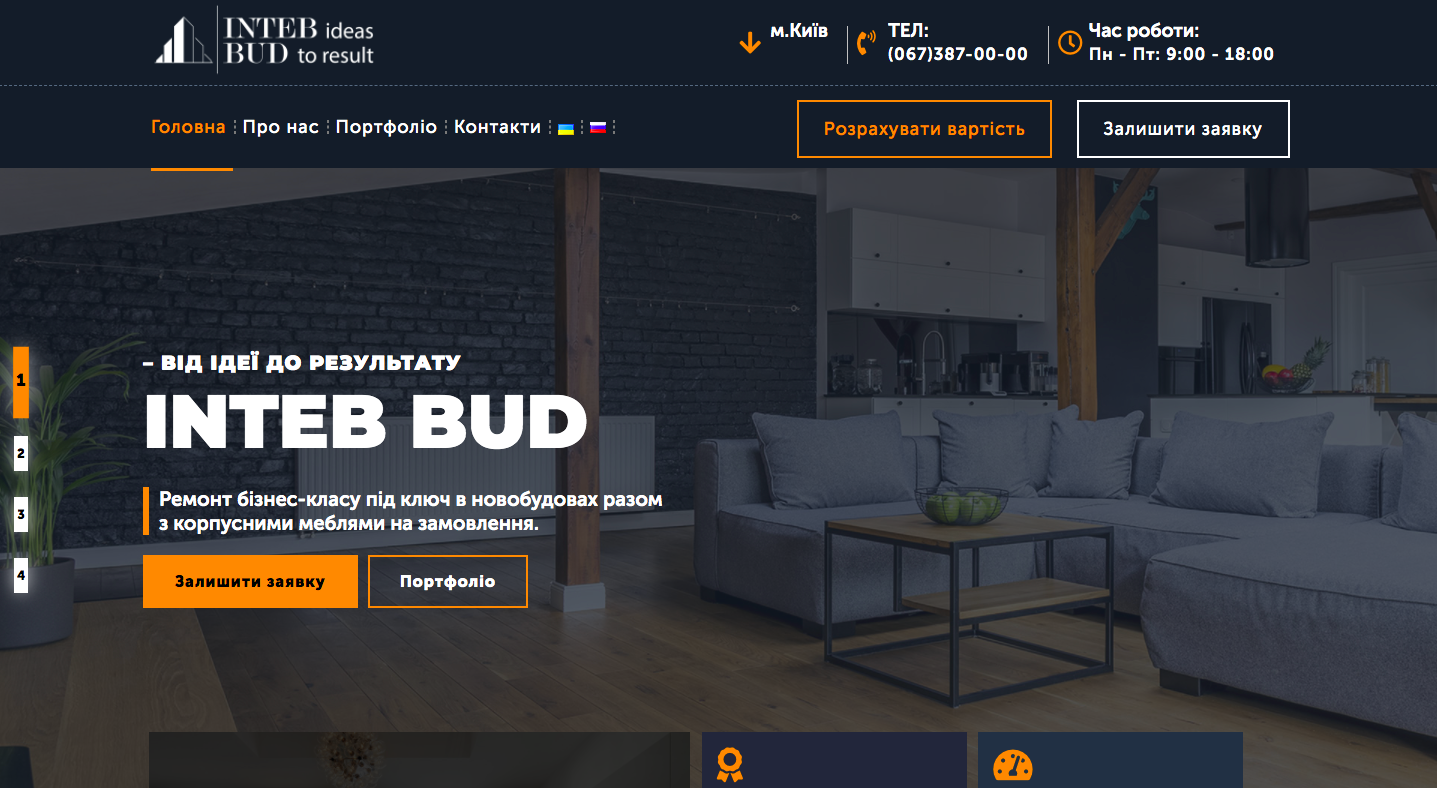 INTEB ideas
BUD to result
м.Київ
ТЕЛ:
(067)387-00-00
Час роботи:
Пн - Пт: 9:00 - 18:00
Головна
Про нас
Портфоліо
Контакти
Розрахувати вартість
Залишити заявку
– ВІД ІДЕЇ ДО РЕЗУЛЬТАТУ
INTEB BUD
Ремонт бізнес-класу під ключ в новобудовах разом
з корпусними меблями на замовлення.
Залишити заявку
Портфоліо
1
2
3
4